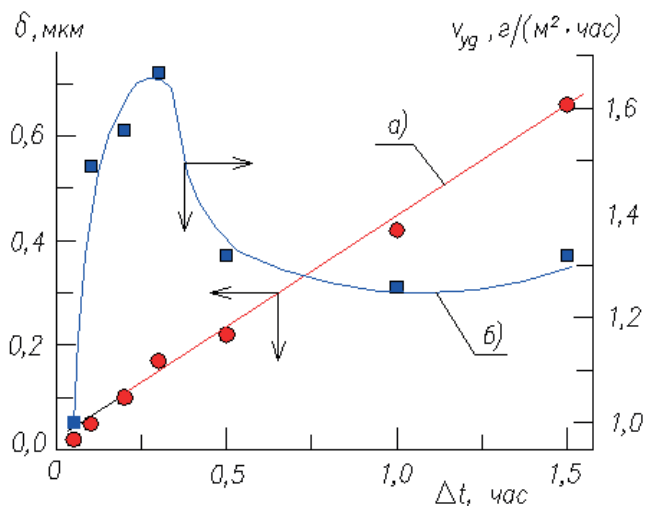 δ, мкм
v_уд, г/(м²·час)
0,6
0,4
0,2
0,0
1,6
1,4
1,2
1,0
а)
б)
0
0,5
1,0
1,5
Δt, час